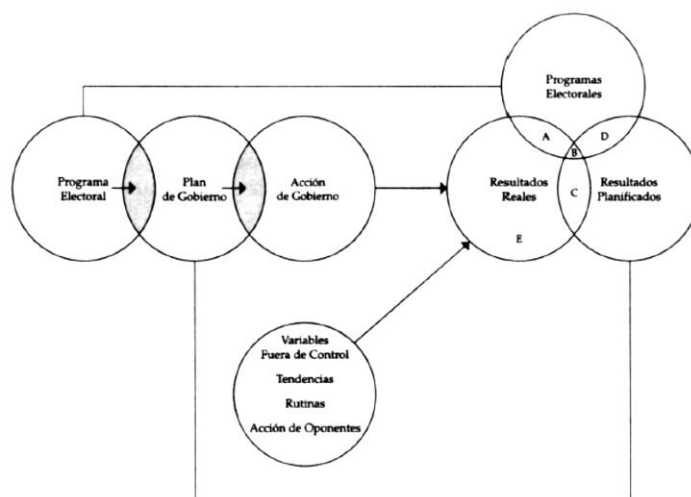 Programas
Electorales
A
D
B
Programa
Electoral
Plan
de Gobierno
Acción
de Gobierno
Resultados
Reales
C
Resultados
Planificados
E
Variables
Fuera de Control
Tendencias
Rutinas
Acción de Oponentes